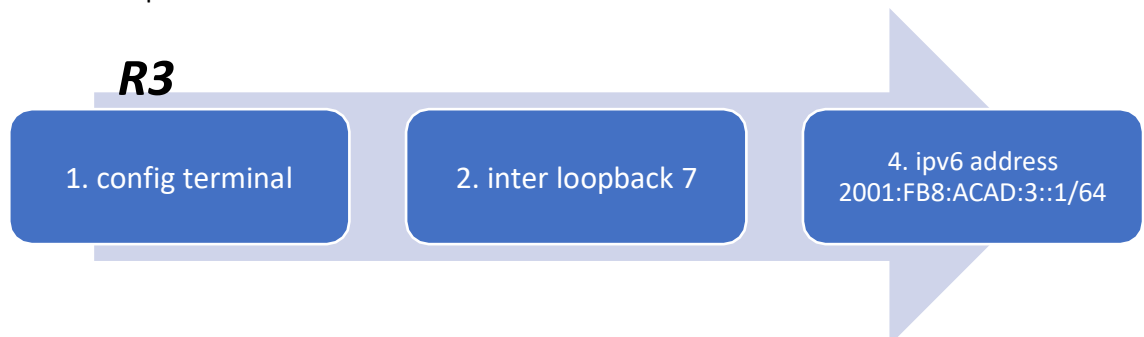 R3
1. config terminal
2. inter loopback 7
4. ipv6 address
2001:FB8:ACAD:3::1/64